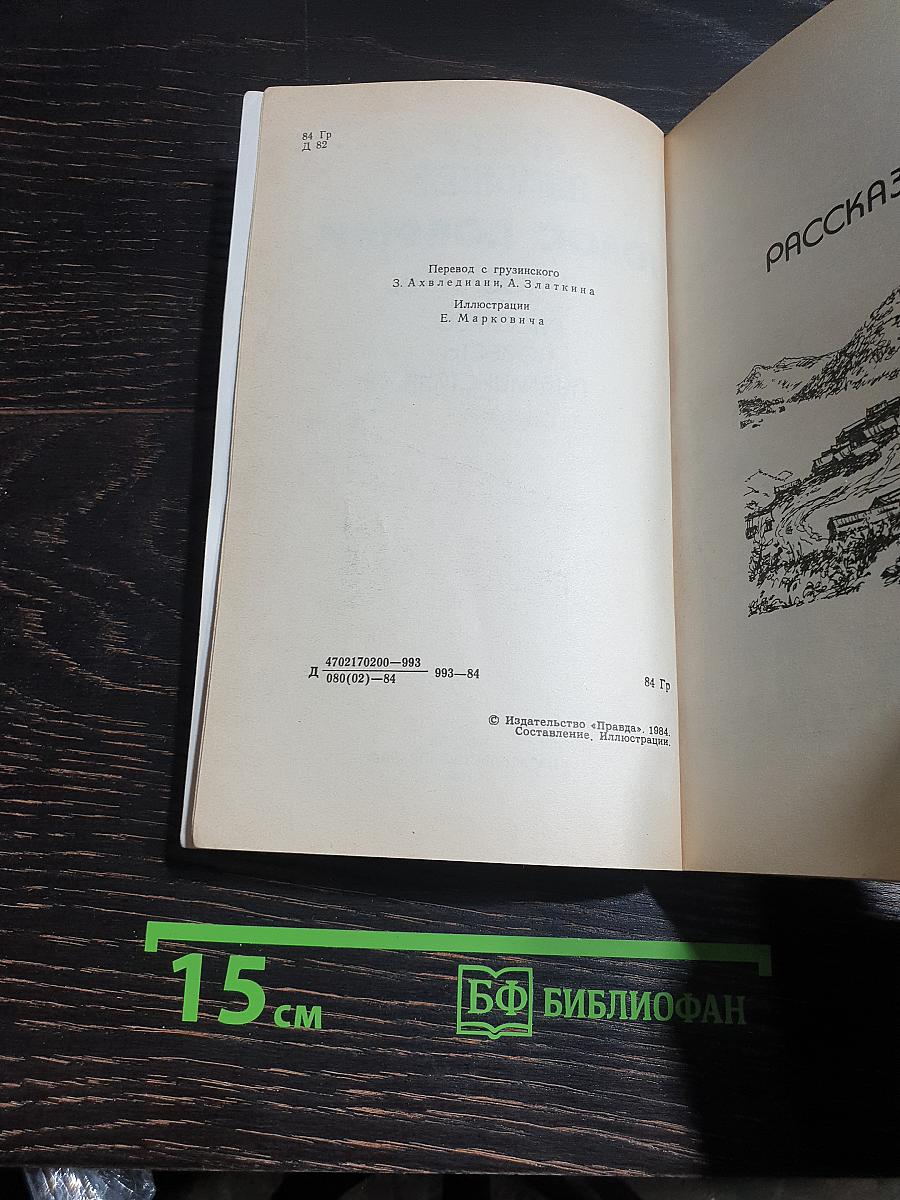 84 Гр
Д 82
Перевод с грузинского
З. Ахвледиани, А. Златкина
Иллюстрации
Е. Марковича
Д 4702170200—993
080(02)—84
993—84
84 Гр
© Издательство «Правда», 1984.
Составление. Иллюстрации.
РАССКАЗ
15 см
БФ БИБЛИОФАН